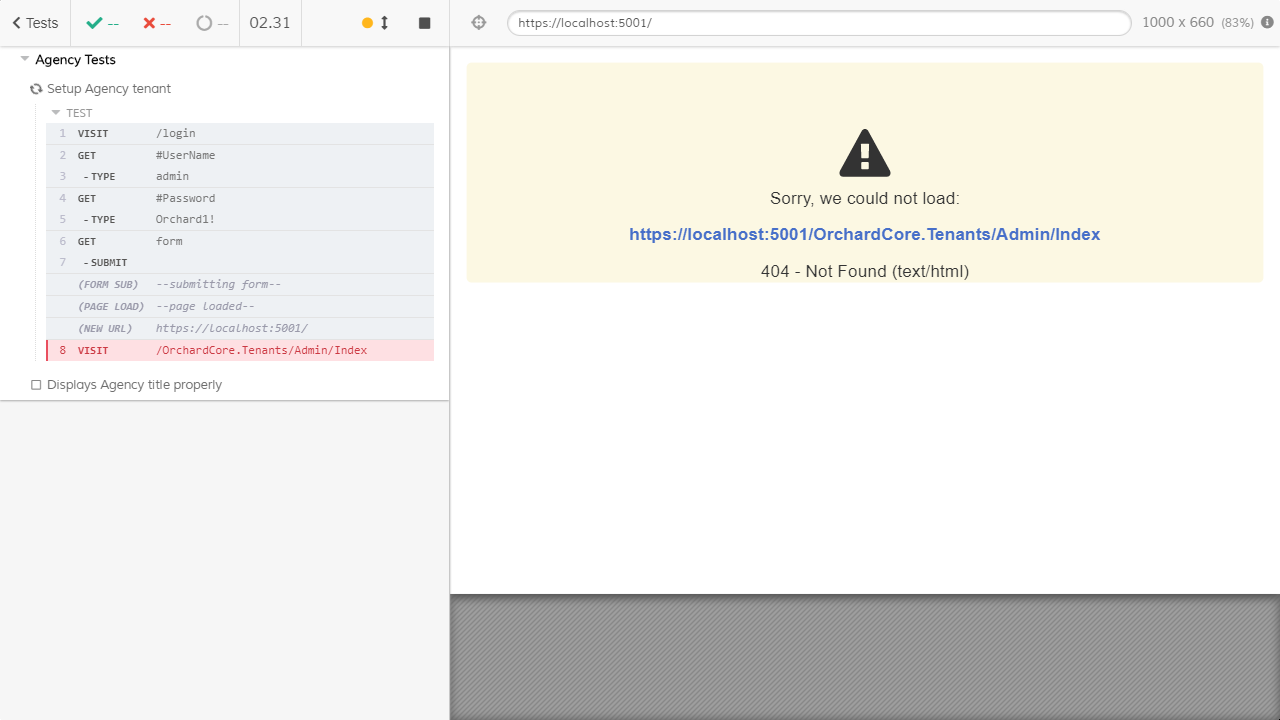 Tests -- -- -- 02.31 https://localhost:5001/ 1000 x 660 (83%)
Agency Tests
Setup Agency tenant
TEST
1 VISIT /login
2 GET #UserName
3 - TYPE admin
4 GET #Password
5 - TYPE Orchard1!
6 GET form
7 - SUBMIT
(FORM SUB) --submitting form--
(PAGE LOAD) --page loaded--
(NEW URL) https://localhost:5001/
8 VISIT /OrchardCore.Tenants/Admin/Index
Displays Agency title properly
Sorry, we could not load:
https://localhost:5001/OrchardCore.Tenants/Admin/Index
404 - Not Found (text/html)